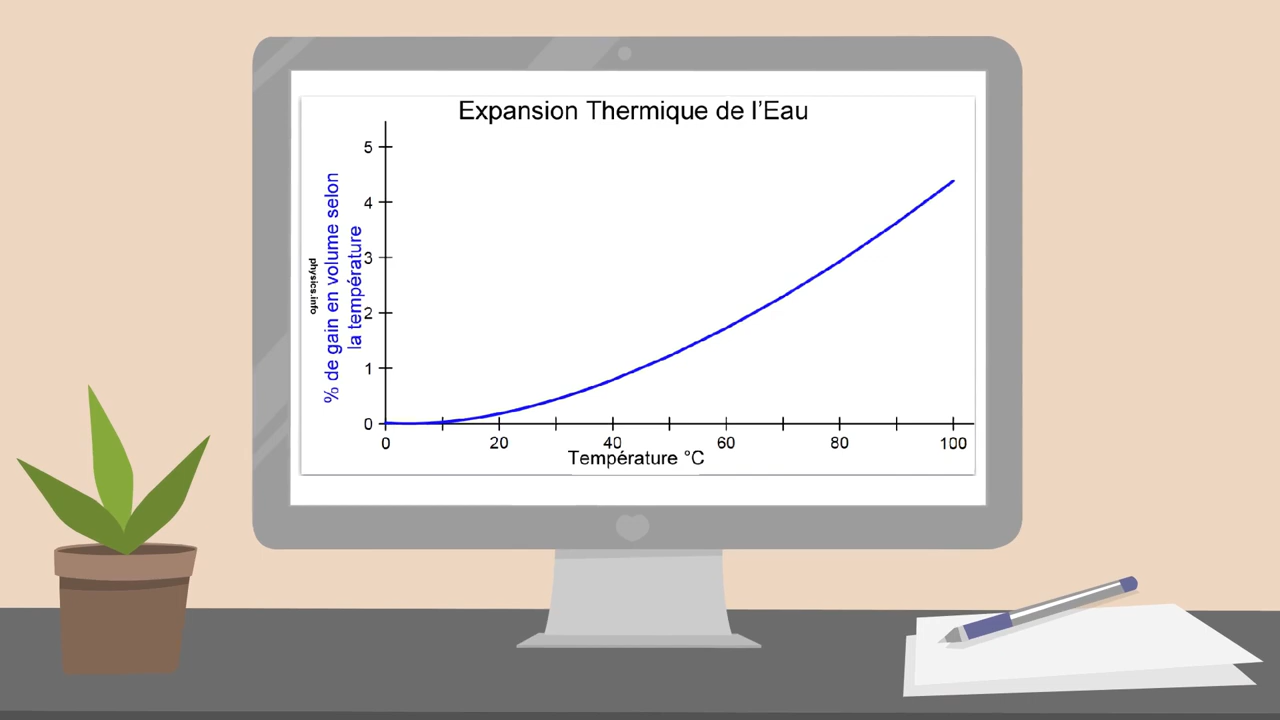 Expansion Thermique de l'Eau
5
4
3
2
1
0
% de gain en volume selon
la température
physics.info
0 20 40 60 80 100
Température °C